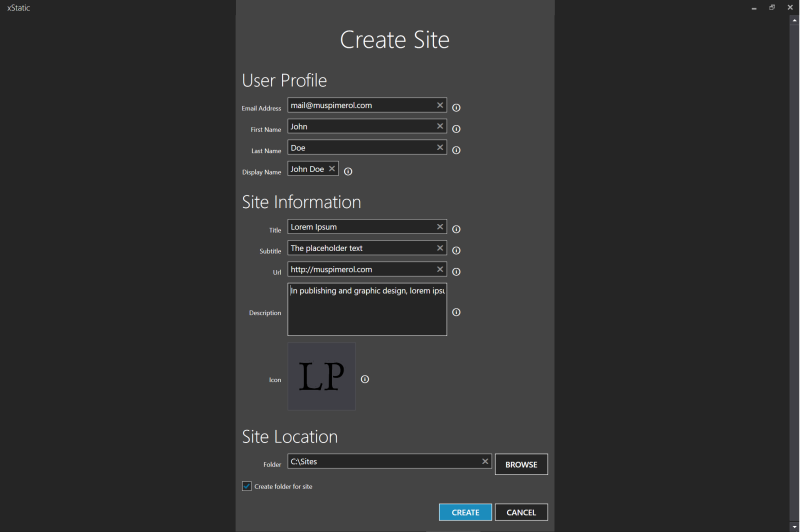 xStatic
Create Site
User Profile
Email Address mail@muspimerol.com
First Name John
Last Name Doe
Display Name John Doe
Site Information
Title Lorem Ipsum
Subtitle The placeholder text
Url http://muspimerol.com
In publishing and graphic design, lorem ipsu
Description
LP
Icon
Site Location
Folder C:\Sites BROWSE
Create folder for site
CREATE CANCEL